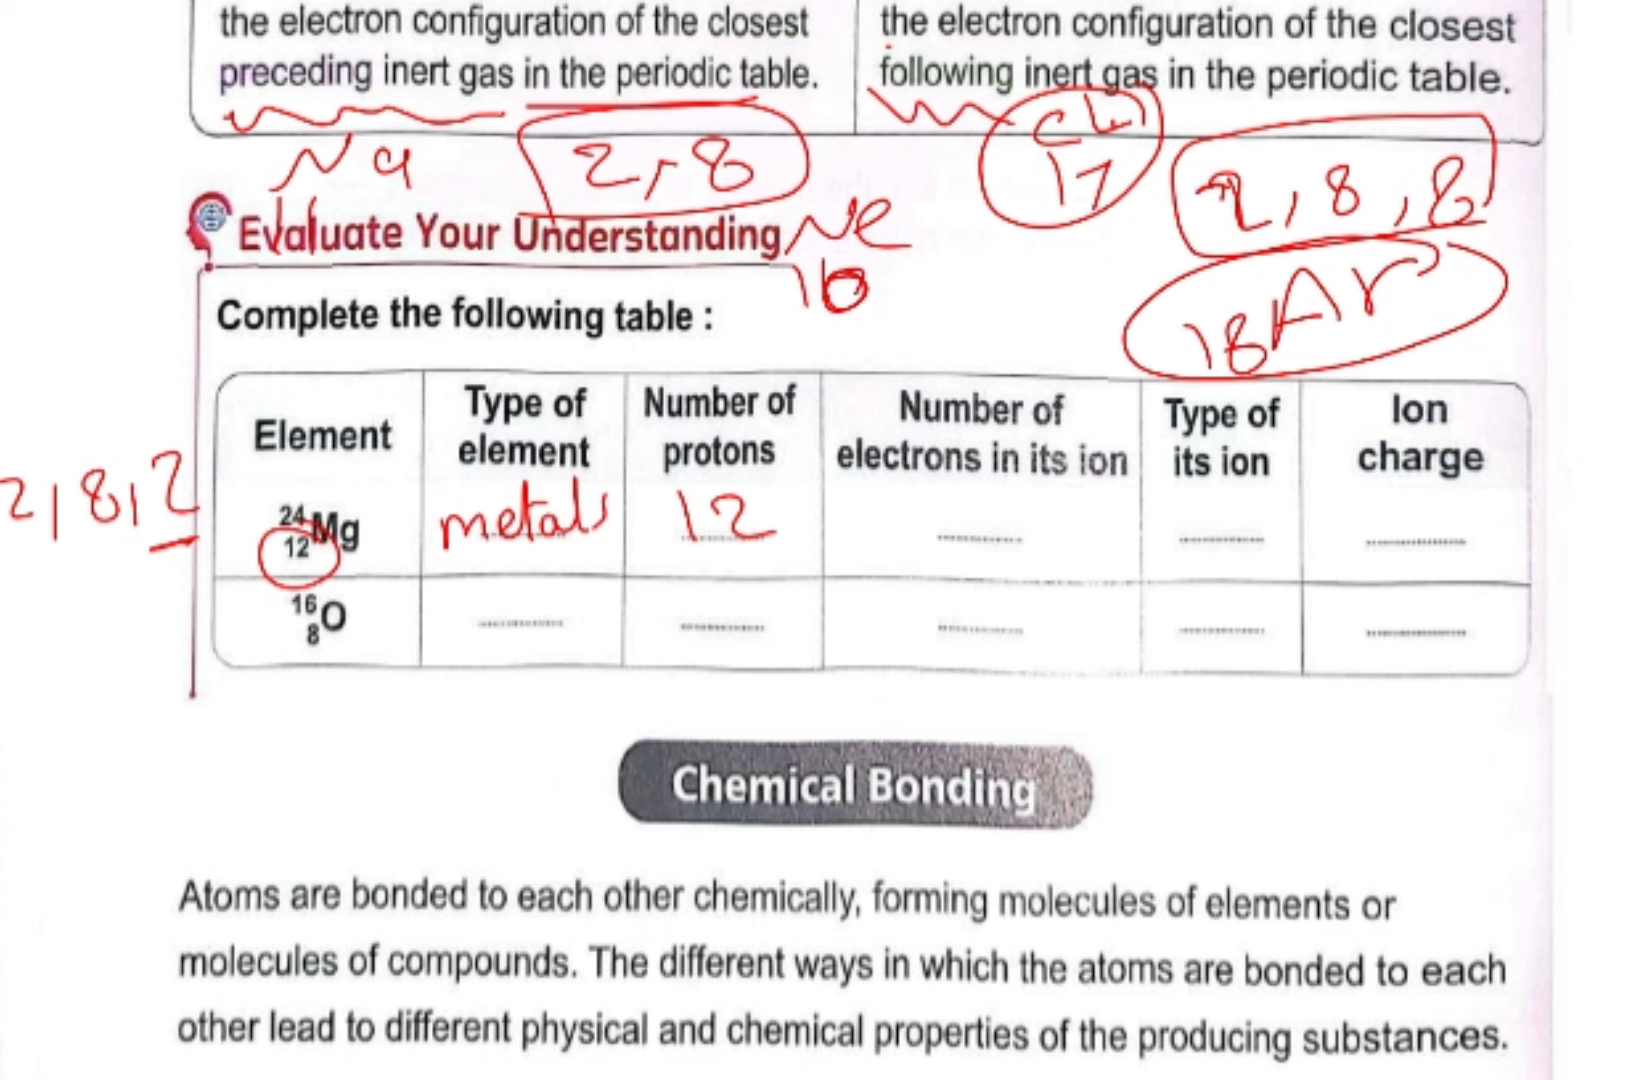 the electron configuration of the closest
preceding inert gas in the periodic table.
the electron configuration of the closest
following inert gas in the periodic table.
Na
2, 8
17
2, 8, 8
Evaluate Your Understanding
Ne
10
18Ar
Complete the following table :
Element
Type of element
Number of protons
Number of electrons in its ion
Type of its ion
Ion charge
2, 8, 2
24 12 Mg
metals
12
16 8 O
Chemical Bonding
Atoms are bonded to each other chemically, forming molecules of elements or
molecules of compounds. The different ways in which the atoms are bonded to each
other lead to different physical and chemical properties of the producing substances.